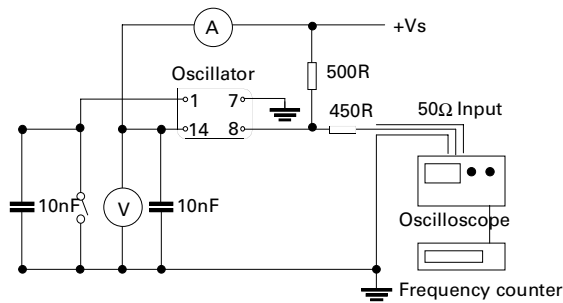 A
+Vs
Oscillator
500R
1 7
450R
50Ω Input
14 8
10nF
V
10nF
Oscilloscope
Frequency counter